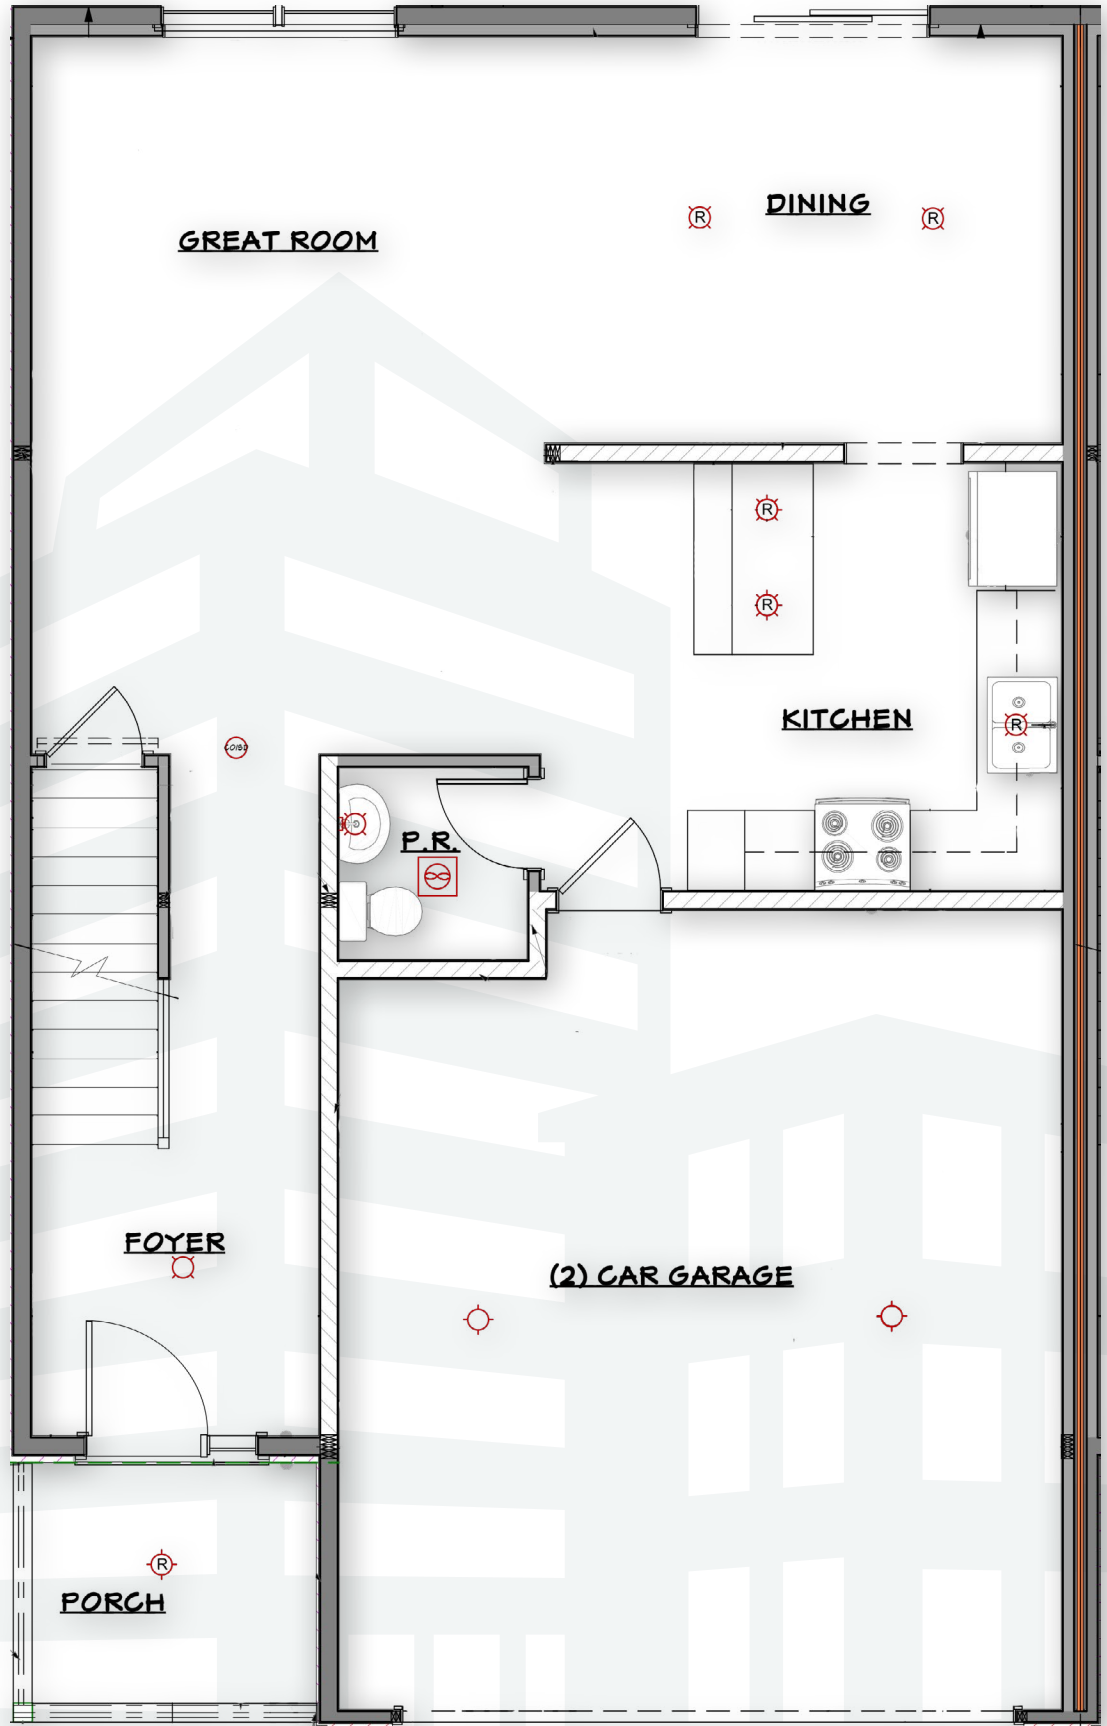 DINING
R
R
GREAT ROOM
R
R
KITCHEN
R
P.R.
FOYER
(2) CAR GARAGE
R
PORCH